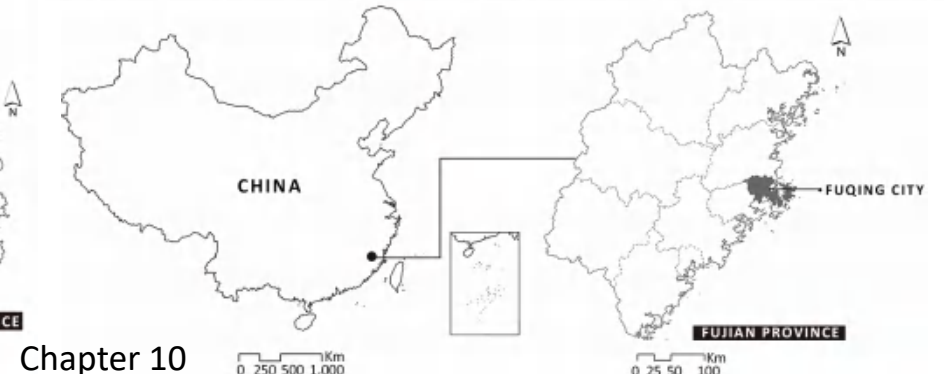 N
N
CHINA
FUQING CITY
CE
FUJIAN PROVINCE
Chapter 10
Km
0 250 500 1,000
Km
0 25 50 100